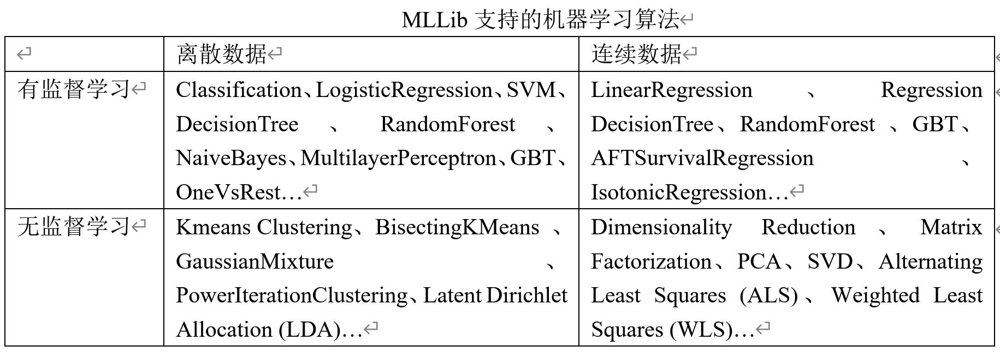 MLLib 支持的机器学习算法
离散数据
连续数据
有监督学习
Classification、LogisticRegression、SVM、
DecisionTree 、 RandomForest 、
NaiveBayes、MultilayerPerceptron、GBT、
OneVsRest…
LinearRegression 、 Regression
DecisionTree、RandomForest 、GBT、
AFTSurvivalRegression 、
IsotonicRegression…
无监督学习
Kmeans Clustering、BisectingKMeans 、
GaussianMixture 、
PowerIterationClustering、Latent Dirichlet
Allocation (LDA)…
Dimensionality Reduction 、 Matrix
Factorization、PCA、SVD、Alternating
Least Squares (ALS) 、 Weighted Least
Squares (WLS)…